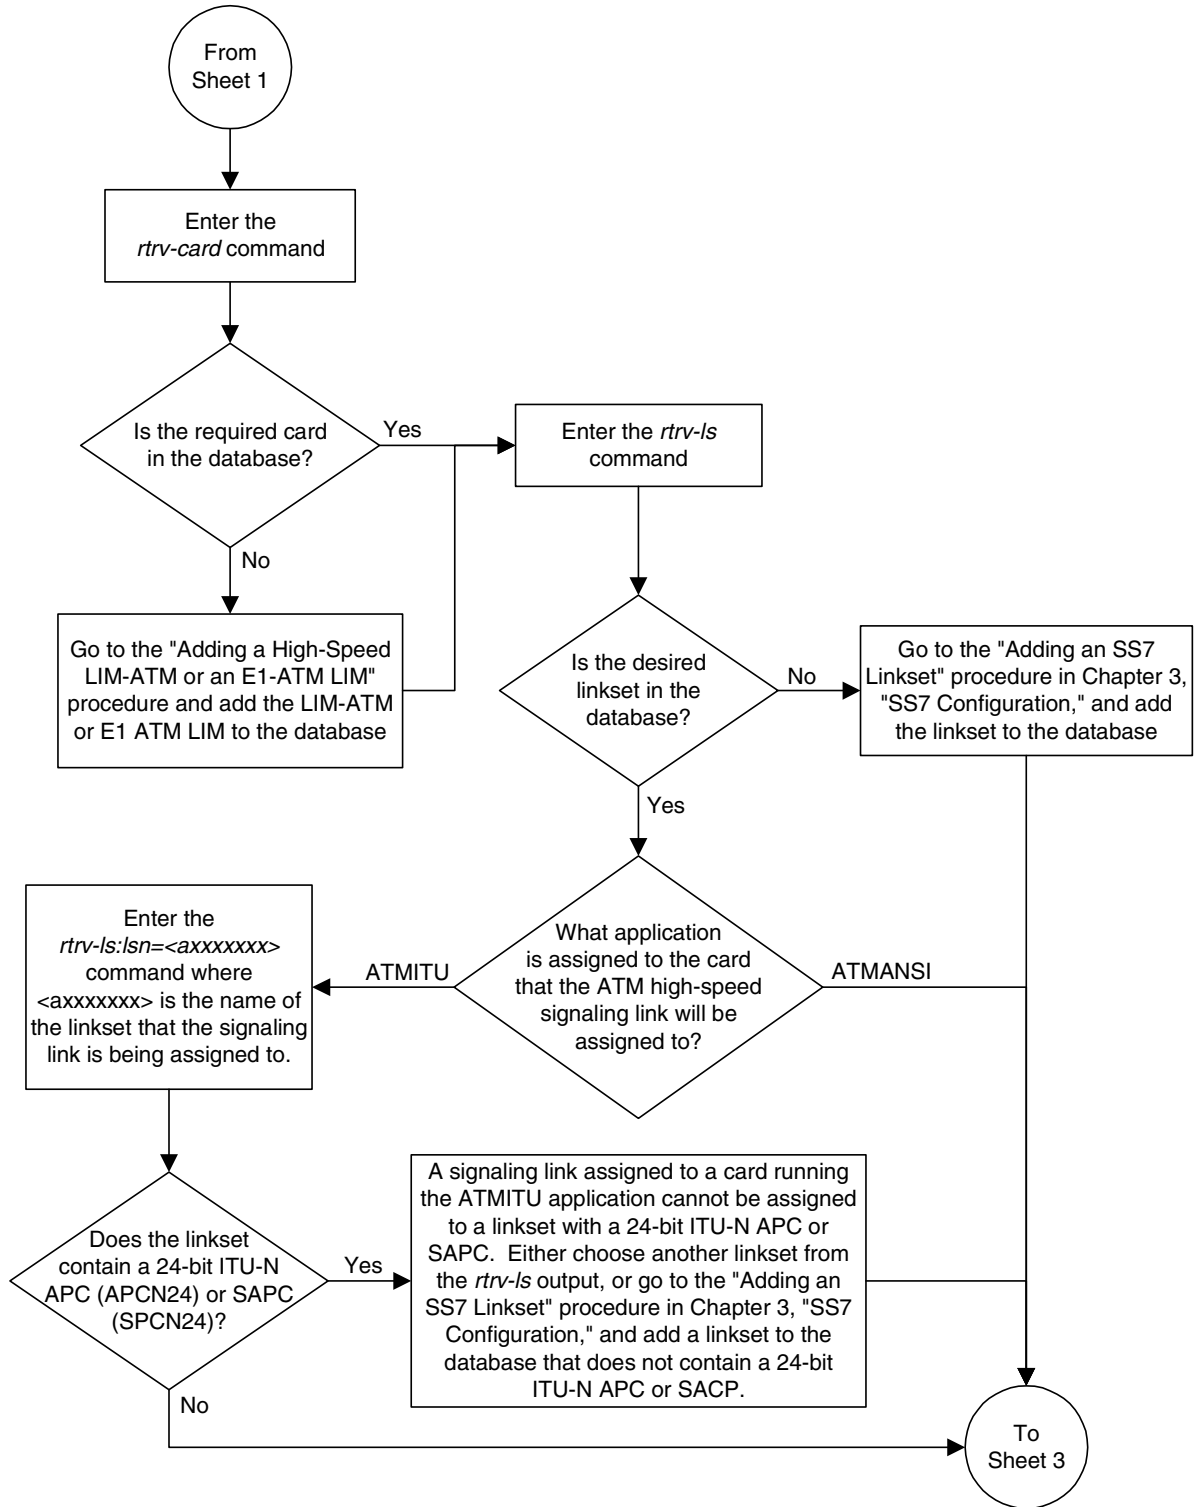 From
Sheet 1
Enter the
rtrv-card command
Is the required card
in the database?
Yes
No
Enter the rtrv-ls
command
Go to the "Adding a High-Speed
LIM-ATM or an E1-ATM LIM"
procedure and add the LIM-ATM
or E1 ATM LIM to the database
Is the desired
linkset in the
database?
No
Yes
Go to the "Adding an SS7
Linkset" procedure in Chapter 3,
"SS7 Configuration," and add
the linkset to the database
What application
is assigned to the card
that the ATM high-speed
signaling link will be
assigned to?
ATMITU
ATMANSI
Enter the
rtrv-ls:lsn=<axxxxxxx>
command where
<axxxxxxx> is the name of
the linkset that the signaling
link is being assigned to.
Does the linkset
contain a 24-bit ITU-N
APC (APCN24) or SAPC
(SPCN24)?
Yes
No
A signaling link assigned to a card running
the ATMITU application cannot be assigned
to a linkset with a 24-bit ITU-N APC or
SAPC.  Either choose another linkset from
the rtrv-ls output, or go to the "Adding an
SS7 Linkset" procedure in Chapter 3, "SS7
Configuration," and add a linkset to the
database that does not contain a 24-bit
ITU-N APC or SACP.
To
Sheet 3